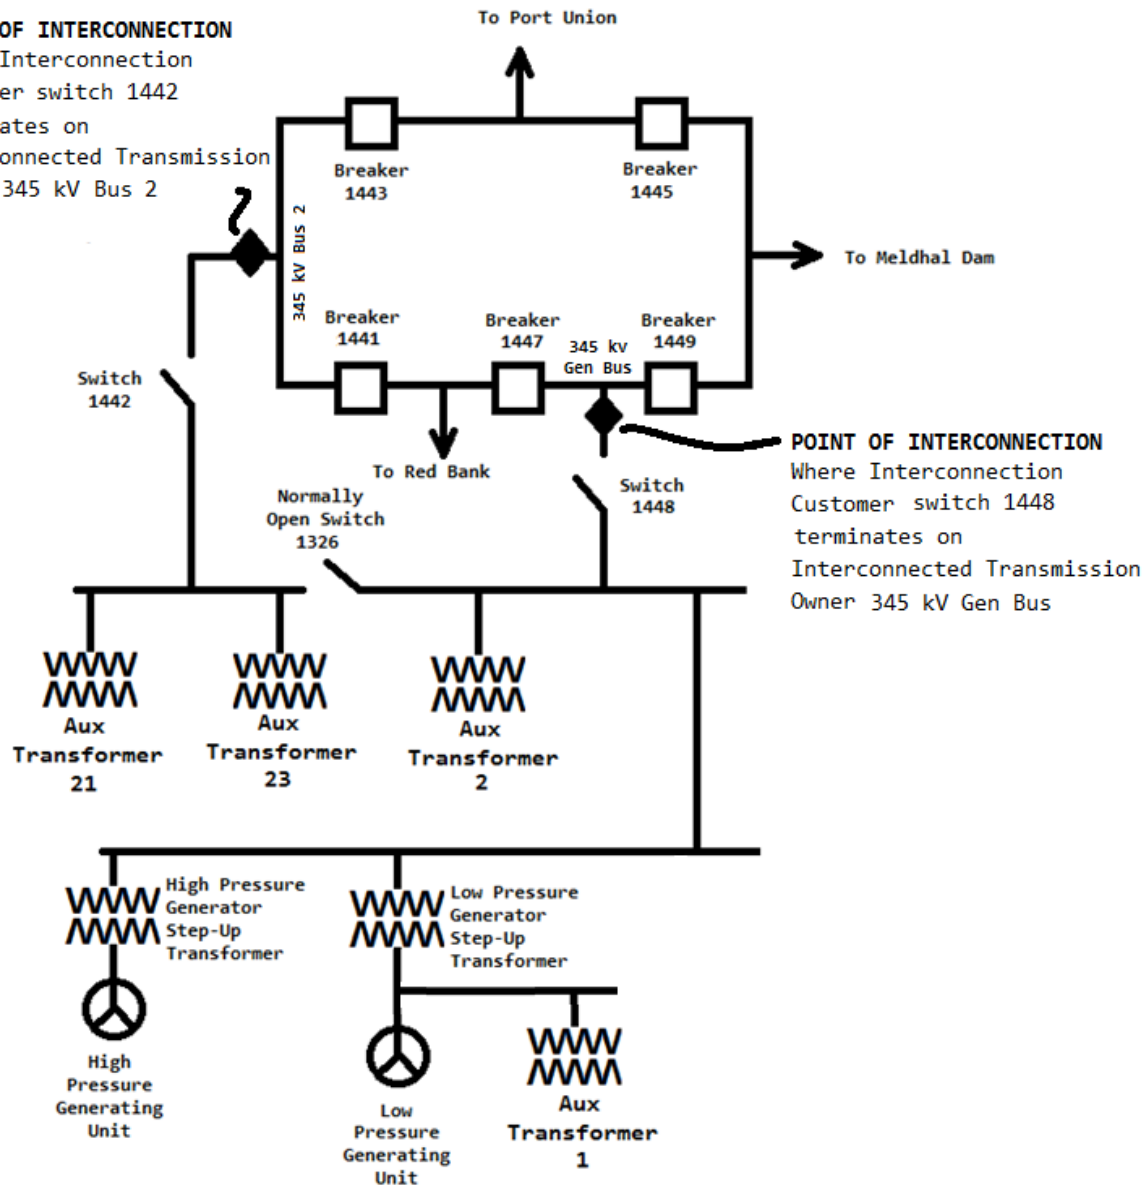 OF INTERCONNECTION
Interconnection
er switch 1442
ates on
onnected Transmission
345 kV Bus 2
To Port Union
Breaker
1443
Breaker
1445
345 kV Bus 2
To Meldhal Dam
Breaker
1441
Breaker
1447
345 kv
Gen Bus
Breaker
1449
Switch
1442
To Red Bank
Normally
Open Switch
1326
Switch
1448
POINT OF INTERCONNECTION
Where Interconnection
Customer switch 1448
terminates on
Interconnected Transmission
Owner 345 kV Gen Bus
Aux
Transformer
21
Aux
Transformer
23
Aux
Transformer
2
High Pressure
Generator
Step-Up
Transformer
Low Pressure
Generator
Step-Up
Transformer
High
Pressure
Generating
Unit
Low
Pressure
Generating
Unit
Aux
Transformer
1